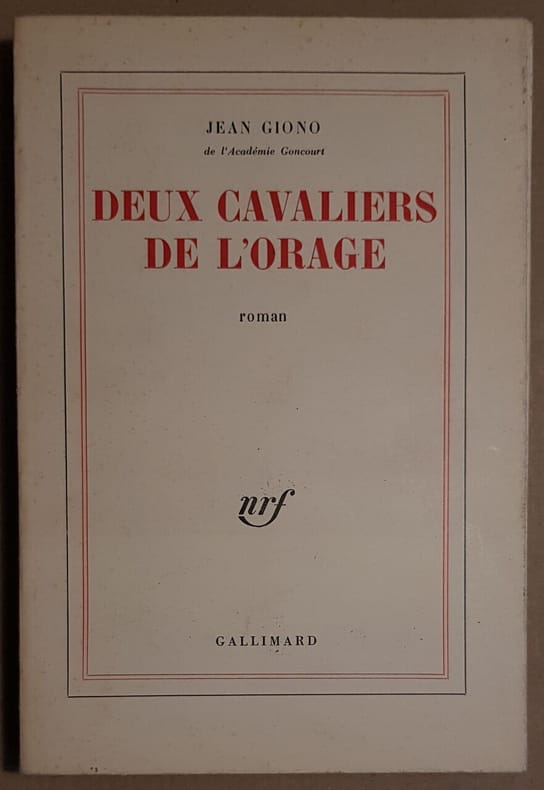 JEAN GIONO
de l'Académie Goncourt
DEUX CAVALIERS
DE L'ORAGE
roman
nrf
GALLIMARD